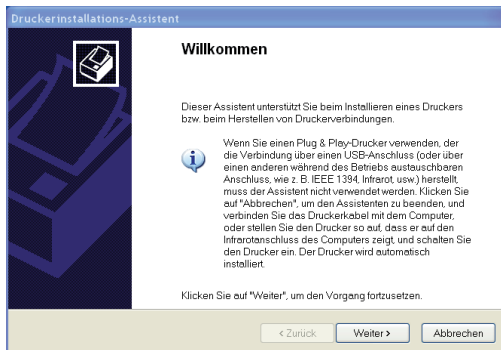 Druckerinstallations-Assistent
Willkommen
Dieser Assistent unterstützt Sie beim Installieren eines Druckers
bzw. beim Herstellen von Druckerverbindungen.
Wenn Sie einen Plug & Play-Drucker verwenden, der
die Verbindung über einen USB-Anschluss (oder über
einen anderen während des Betriebs austauschbaren
Anschluss, wie z. B. IEEE 1394, Infrarot, usw.) herstellt,
muss der Assistent nicht verwendet werden. Klicken Sie
auf "Abbrechen", um den Assistenten zu beenden, und
verbinden Sie das Druckerkabel mit dem Computer,
oder stellen Sie den Drucker so auf, dass er auf den
Infrarotanschluss des Computers zeigt, und schalten Sie
den Drucker ein. Der Drucker wird automatisch
installiert.
Klicken Sie auf "Weiter", um den Vorgang fortzusetzen.
< Zurück Weiter > Abbrechen